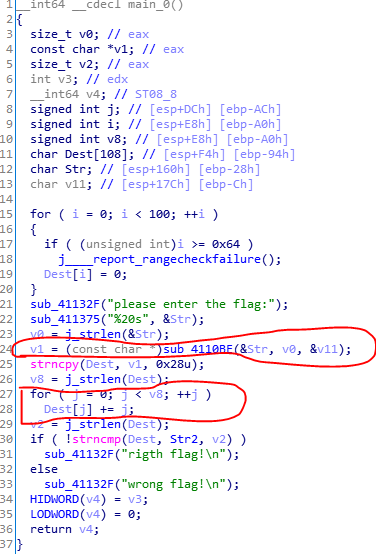 1 __int64 __cdecl main_0()
2 {
3 size_t v0; // eax
4 const char *v1; // eax
5 size_t v2; // eax
6 int v3; // edx
7 __int64 v4; // ST08_8
8 signed int j; // [esp+DCh] [ebp-ACh]
9 signed int i; // [esp+E8h] [ebp-A0h]
10 signed int v8; // [esp+E8h] [ebp-A0h]
11 char Dest[108]; // [esp+F4h] [ebp-94h]
12 char Str; // [esp+160h] [ebp-28h]
13 char v11; // [esp+17Ch] [ebp-Ch]
14
15 for ( i = 0; i < 100; ++i )
16 {
17 if ( (unsigned int)i >= 0x64 )
18 j____report_rangecheckfailure();
19 Dest[i] = 0;
20 }
21 sub_41132F("please enter the flag:");
22 sub_411375("%20s", &Str);
23 v0 = j_strlen(&Str);
24 v1 = (const char *)sub_4110BE(&Str, v0, &v11);
25 strncpy(Dest, v1, 0x28u);
26 v8 = j_strlen(Dest);
27 for ( j = 0; j < v8; ++j )
28 Dest[j] += j;
29 v2 = j_strlen(Dest);
30 if ( !strncmp(Dest, Str2, v2) )
31 sub_41132F("rigth flag!\n");
32 else
33 sub_41132F("wrong flag!\n");
34 HIDWORD(v4) = v3;
35 LODWORD(v4) = 0;
36 return v4;
37 }